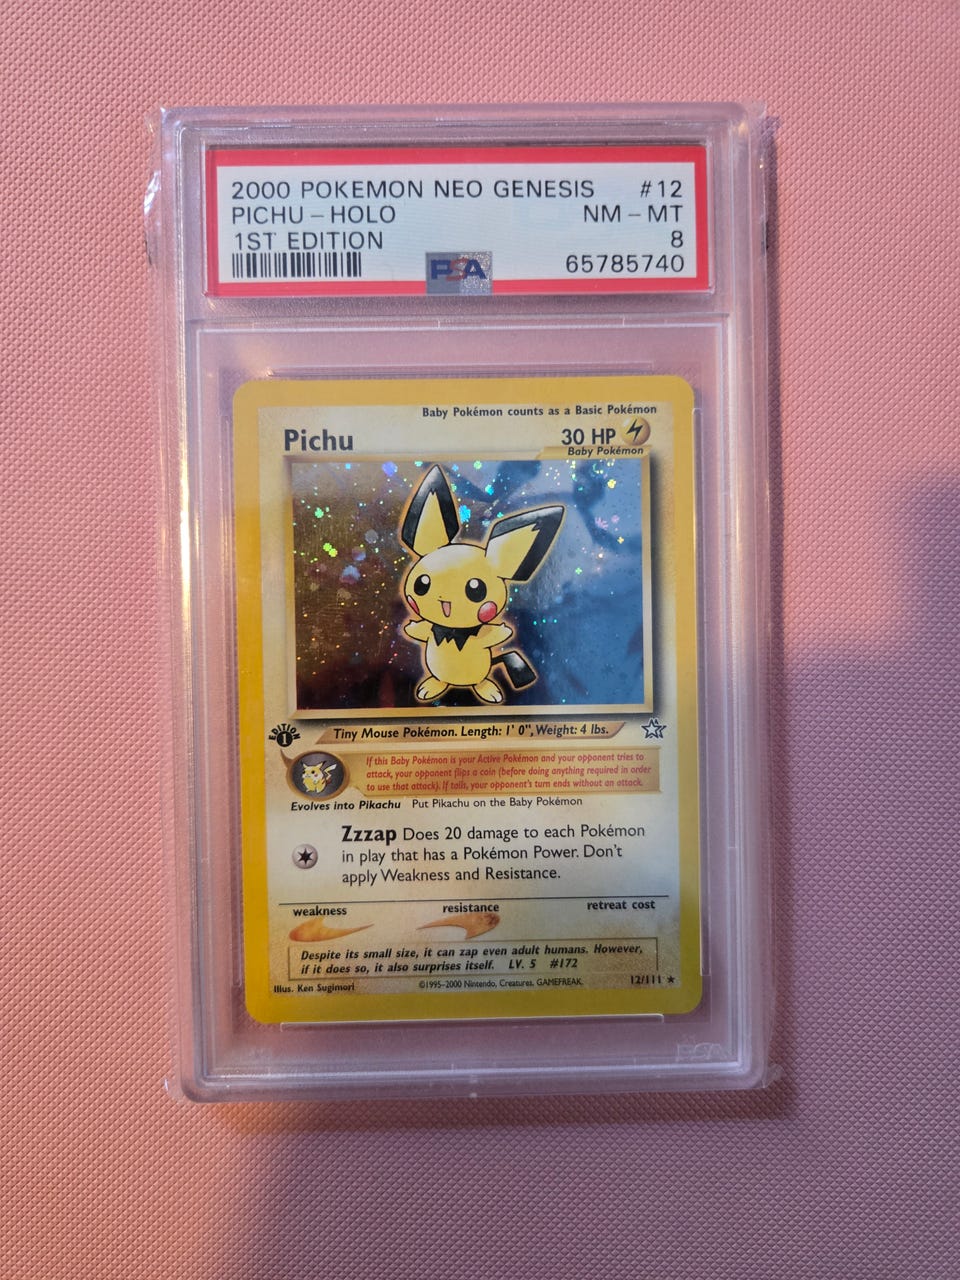 2000 POKEMON NEO GENESIS #12
PICHU - HOLO NM - MT
1ST EDITION 8
PSA 65785740
Baby Pokémon counts as a Basic Pokémon
Pichu 30 HP
Baby Pokémon
EDITION 1
Tiny Mouse Pokémon. Length: 1' 0", Weight: 4 lbs.
If this Baby Pokémon is your Active Pokémon and your opponent tries to
attack, your opponent flips a coin (before doing anything required in order
to use that attack). If tails, your opponent's turn ends without an attack.
Evolves into Pikachu Put Pikachu on the Baby Pokémon
Zzzap Does 20 damage to each Pokémon
in play that has a Pokémon Power. Don't
apply Weakness and Resistance.
weakness resistance retreat cost
Despite its small size, it can zap even adult humans. However,
if it does so, it also surprises itself. LV. 5 #172
Illus. Ken Sugimori ©1995-2000 Nintendo, Creatures, GAMEFREAK. 12/111 ★
PSA